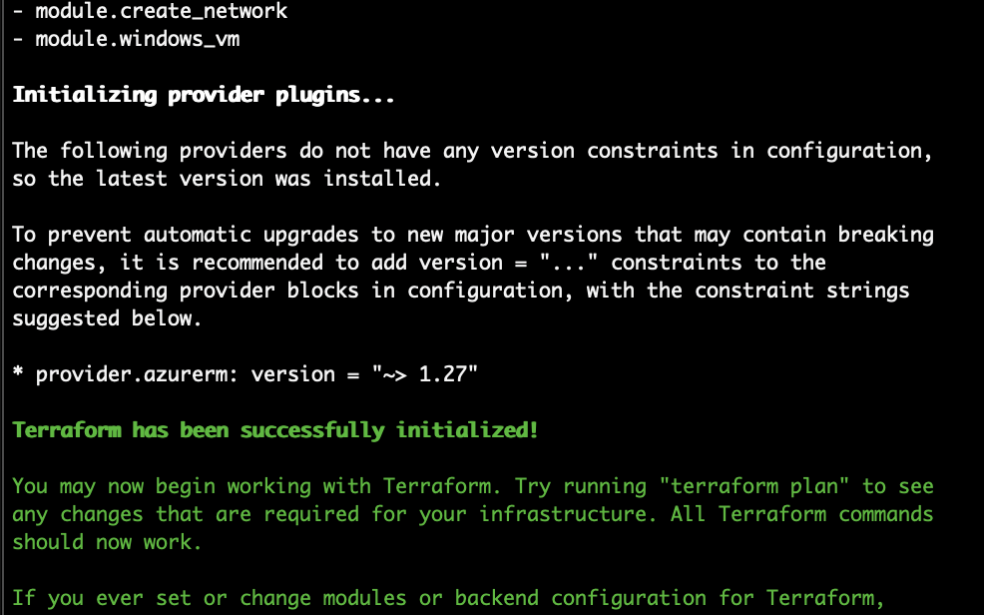 - module.create_network
- module.windows_vm
Initializing provider plugins...
The following providers do not have any version constraints in configuration,
so the latest version was installed.
To prevent automatic upgrades to new major versions that may contain breaking
changes, it is recommended to add version = "..." constraints to the
corresponding provider blocks in configuration, with the constraint strings
suggested below.
* provider.azurerm: version = "~> 1.27"
Terraform has been successfully initialized!
You may now begin working with Terraform. Try running "terraform plan" to see
any changes that are required for your infrastructure. All Terraform commands
should now work.
If you ever set or change modules or backend configuration for Terraform,